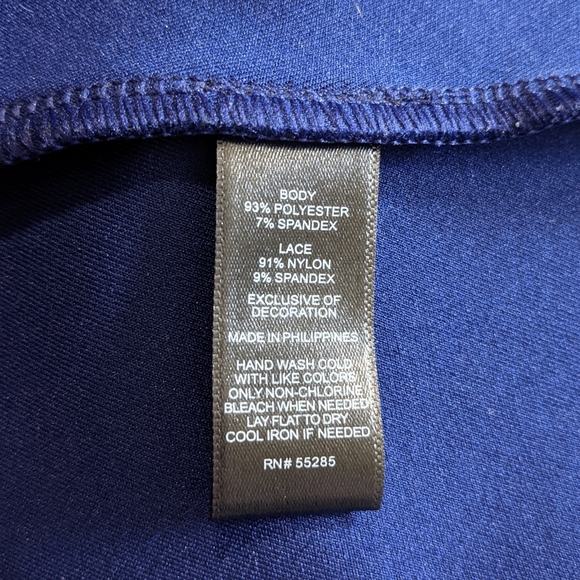 BODY
93% POLYESTER
7% SPANDEX
LACE
91% NYLON
9% SPANDEX
EXCLUSIVE OF
DECORATION
MADE IN PHILIPPINES
HAND WASH COLD
WITH LIKE COLORS
ONLY NON-CHLORINE
BLEACH WHEN NEEDED
LAY FLAT TO DRY
COOL IRON IF NEEDED
RN# 55285